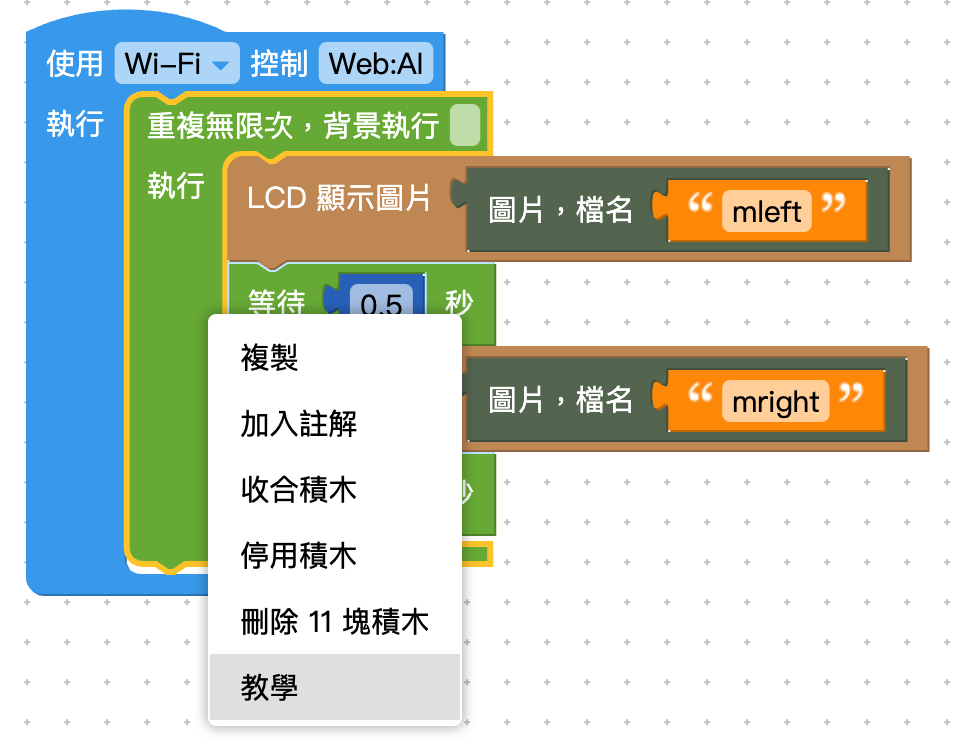 使用 Wi-Fi 控制 Web:AI
執行
重複無限次，背景執行
執行
LCD 顯示圖片 圖片，檔名 “ mleft ”
等待 0.5 秒
圖片，檔名 “ mright ”
秒
複製
加入註解
收合積木
停用積木
刪除 11 塊積木
教學